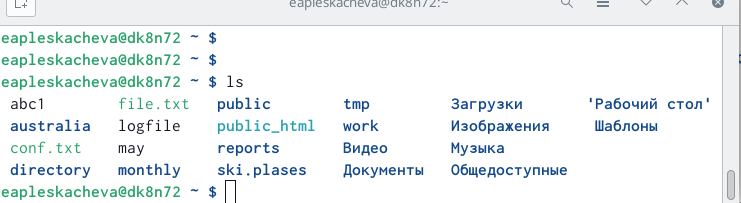 eapleskacheva@dk8n72:~
eapleskacheva@dk8n72 ~ $
eapleskacheva@dk8n72 ~ $
eapleskacheva@dk8n72 ~ $ ls
abc1 file.txt public tmp Загрузки 'Рабочий стол'
australia logfile public_html work Изображения Шаблоны
conf.txt may reports Видео Музыка
directory monthly ski.plases Документы Общедоступные
eapleskacheva@dk8n72 ~ $